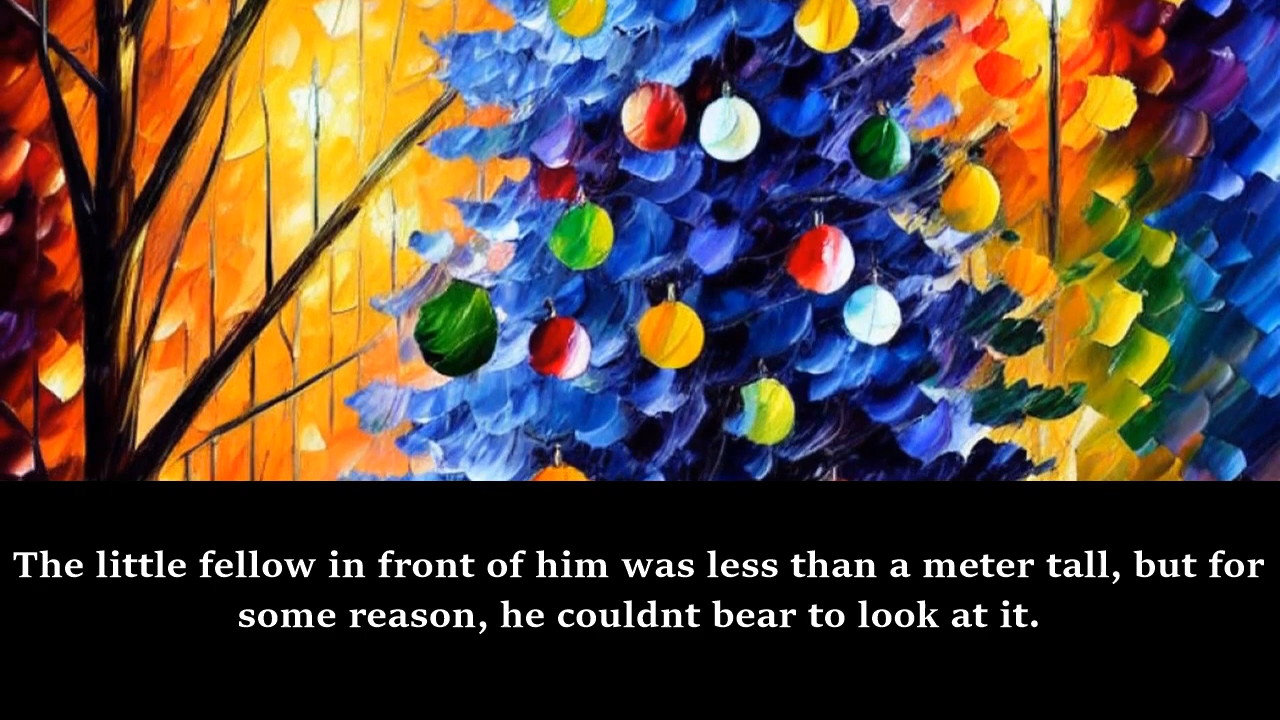 The little fellow in front of him was less than a meter tall, but for
some reason, he couldnt bear to look at it.